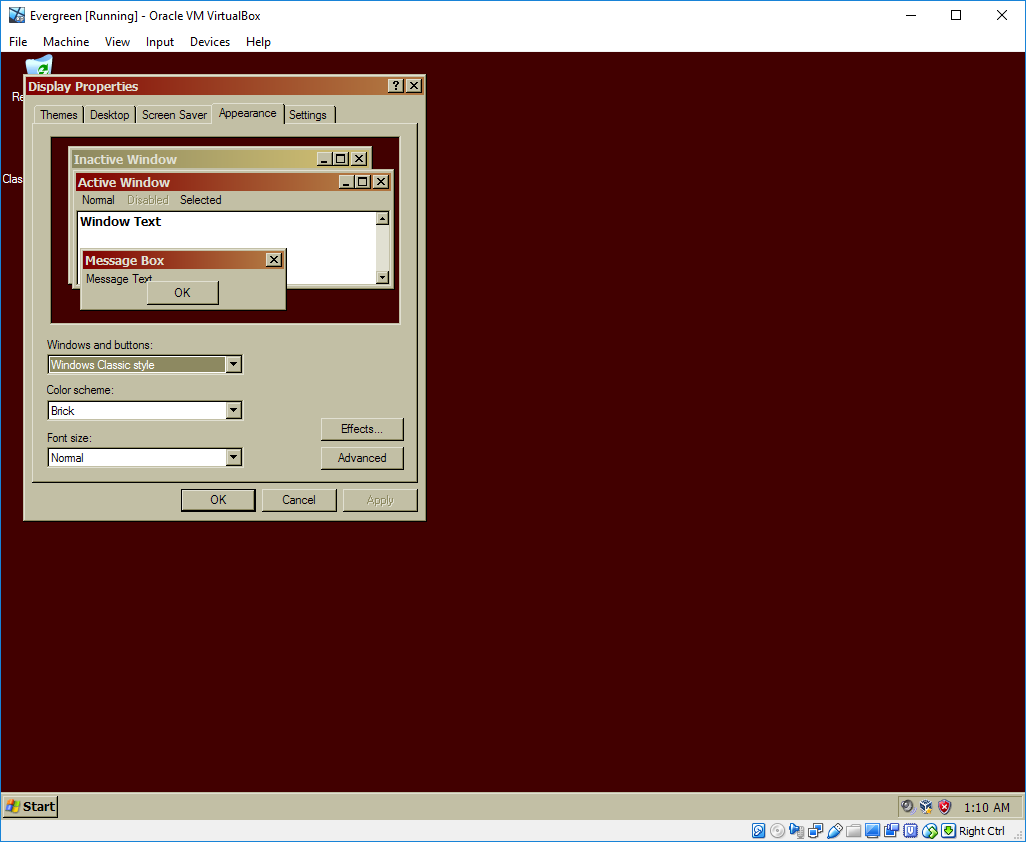 Evergreen [Running] - Oracle VM VirtualBox
File Machine View Input Devices Help
Re
Display Properties
Themes Desktop Screen Saver Appearance Settings
Inactive Window
Active Window
Normal Disabled Selected
Window Text
Message Box
Message Text
OK
Clas
Windows and buttons:
Windows Classic style
Color scheme:
Brick
Effects...
Font size:
Normal
Advanced
OK Cancel Apply
Start
1:10 AM
Right Ctrl